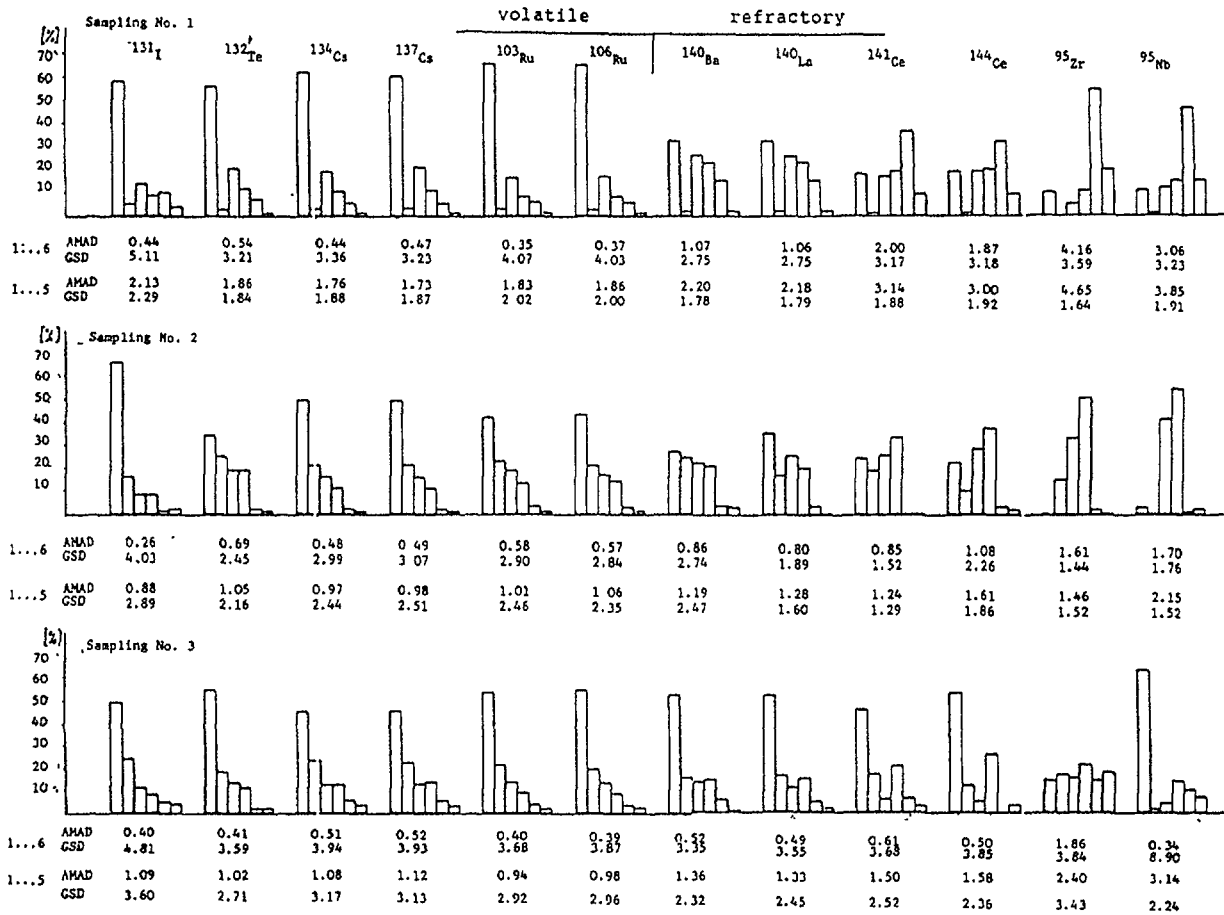 volatile refractory
Sampling No. 1
[%] 131I 132Te 134Cs 137Cs 103Ru 106Ru 140Ba 140La 141Ce 144Ce 95Zr 95Nb
70
60
50
40
30
20
10
1:..6 AMAD 0.44 0.54 0.44 0.47 0.35 0.37 1.07 1.06 2.00 1.87 4.16 3.06
GSD 5.11 3.21 3.36 3.23 4.07 4.03 2.75 2.75 3.17 3.18 3.59 3.23
1...5 AMAD 2.13 1.86 1.76 1.73 1.83 1.86 2.20 2.18 3.14 3.00 4.65 3.85
GSD 2.29 1.84 1.88 1.87 2 02 2.00 1.78 1.79 1.88 1.92 1.64 1.91
[%] Sampling No. 2
70
60
50
40
30
20
10
1...6 AMAD 0.26 0.69 0.48 0 49 0.58 0.57 0.86 0.80 0.85 1.08 1.61 1.70
GSD 4.03 2.45 2.99 3 07 2.90 2.84 2.74 1.89 1.52 2.26 1.44 1.76
1...5 AMAD 0.88 1.05 0.97 0.98 1.01 1 06 1.19 1.28 1.24 1.61 1.46 2.15
GSD 2.89 2.16 2.44 2.51 2.46 2.35 2.47 1.60 1.29 1.86 1.52 1.52
[%] Sampling No. 3
70
60
50
40
30
20
10
1...6 AMAD 0.40 0.41 0.51 0.52 0.40 0.39 0.52 0.49 0.61 0.50 1.86 0.34
GSD 4.81 3.59 3.94 3.93 3.68 3.87 3.35 3.55 3.68 3.85 3.84 8.90
1...5 AMAD 1.09 1.02 1.08 1.12 0.94 0.98 1.36 1.33 1.50 1.58 2.40 3.14
GSD 3.60 2.71 3.17 3.13 2.92 2.96 2.32 2.45 2.52 2.36 3.43 2.24